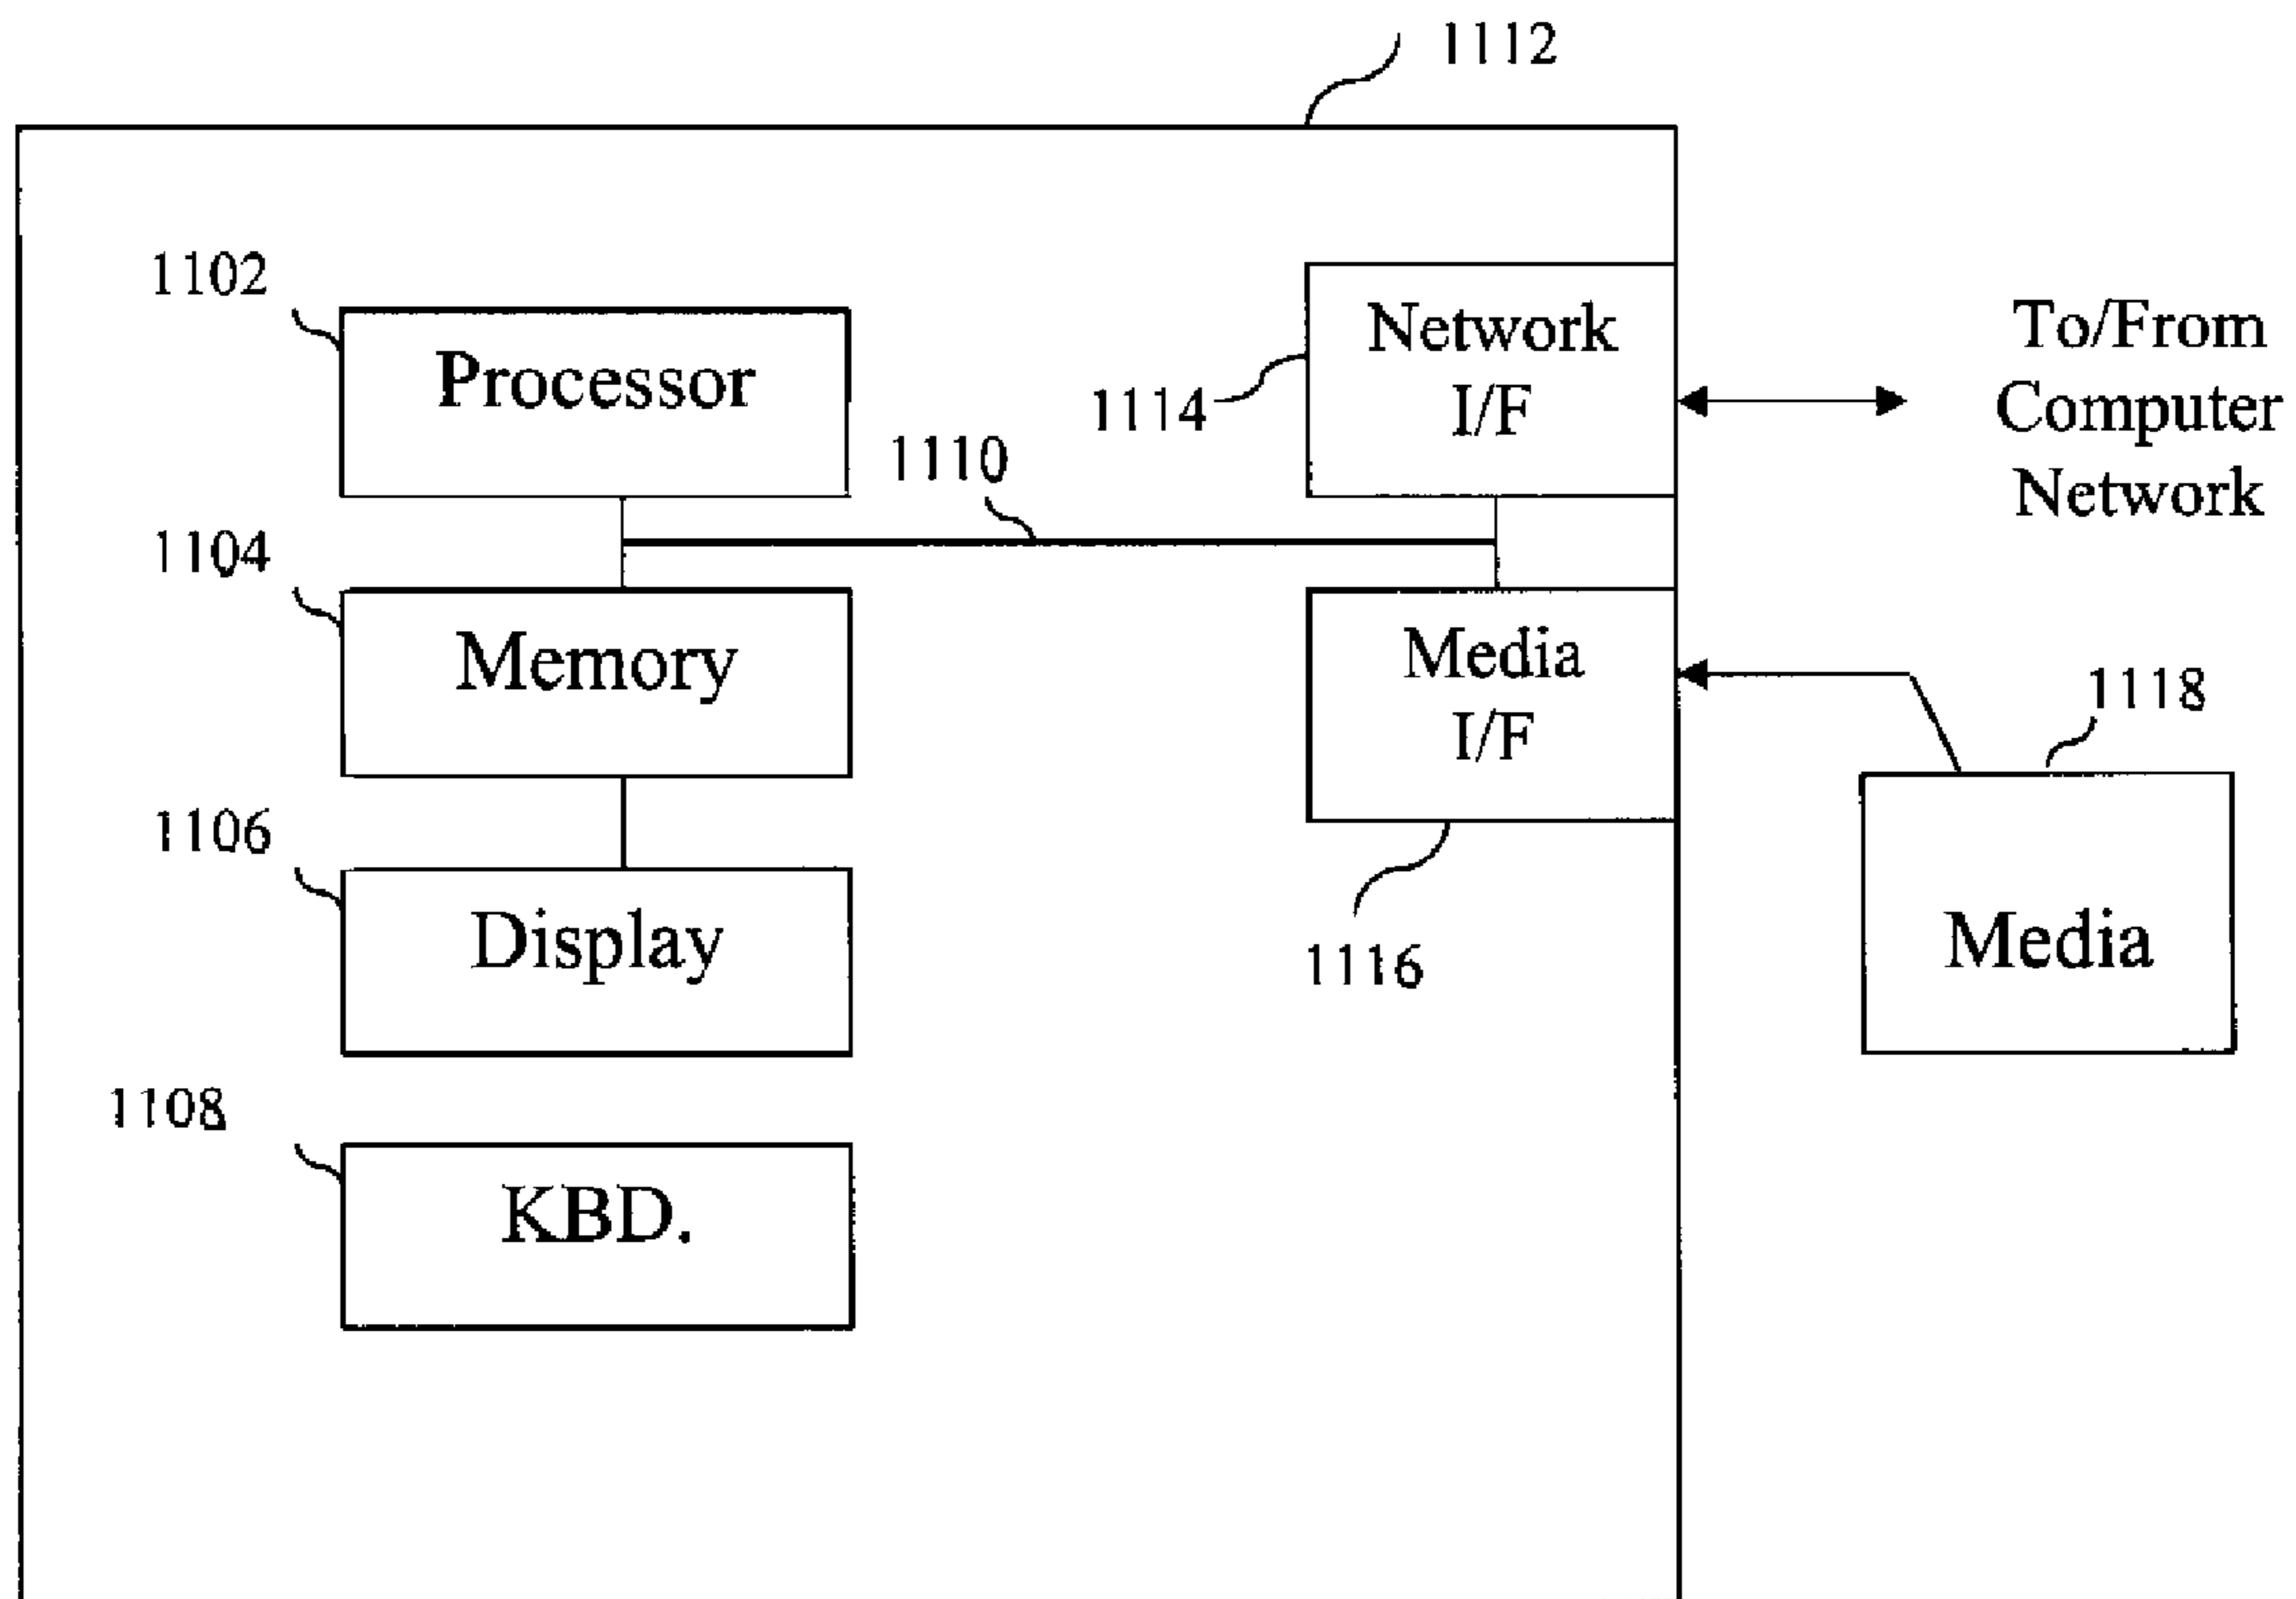 1112
1102
Processor
1114
Network
I/F
To/From
Computer
Network
1110
1104
Memory
Media
I/F
1118
1106
Display
1116
Media
1108
KBD.